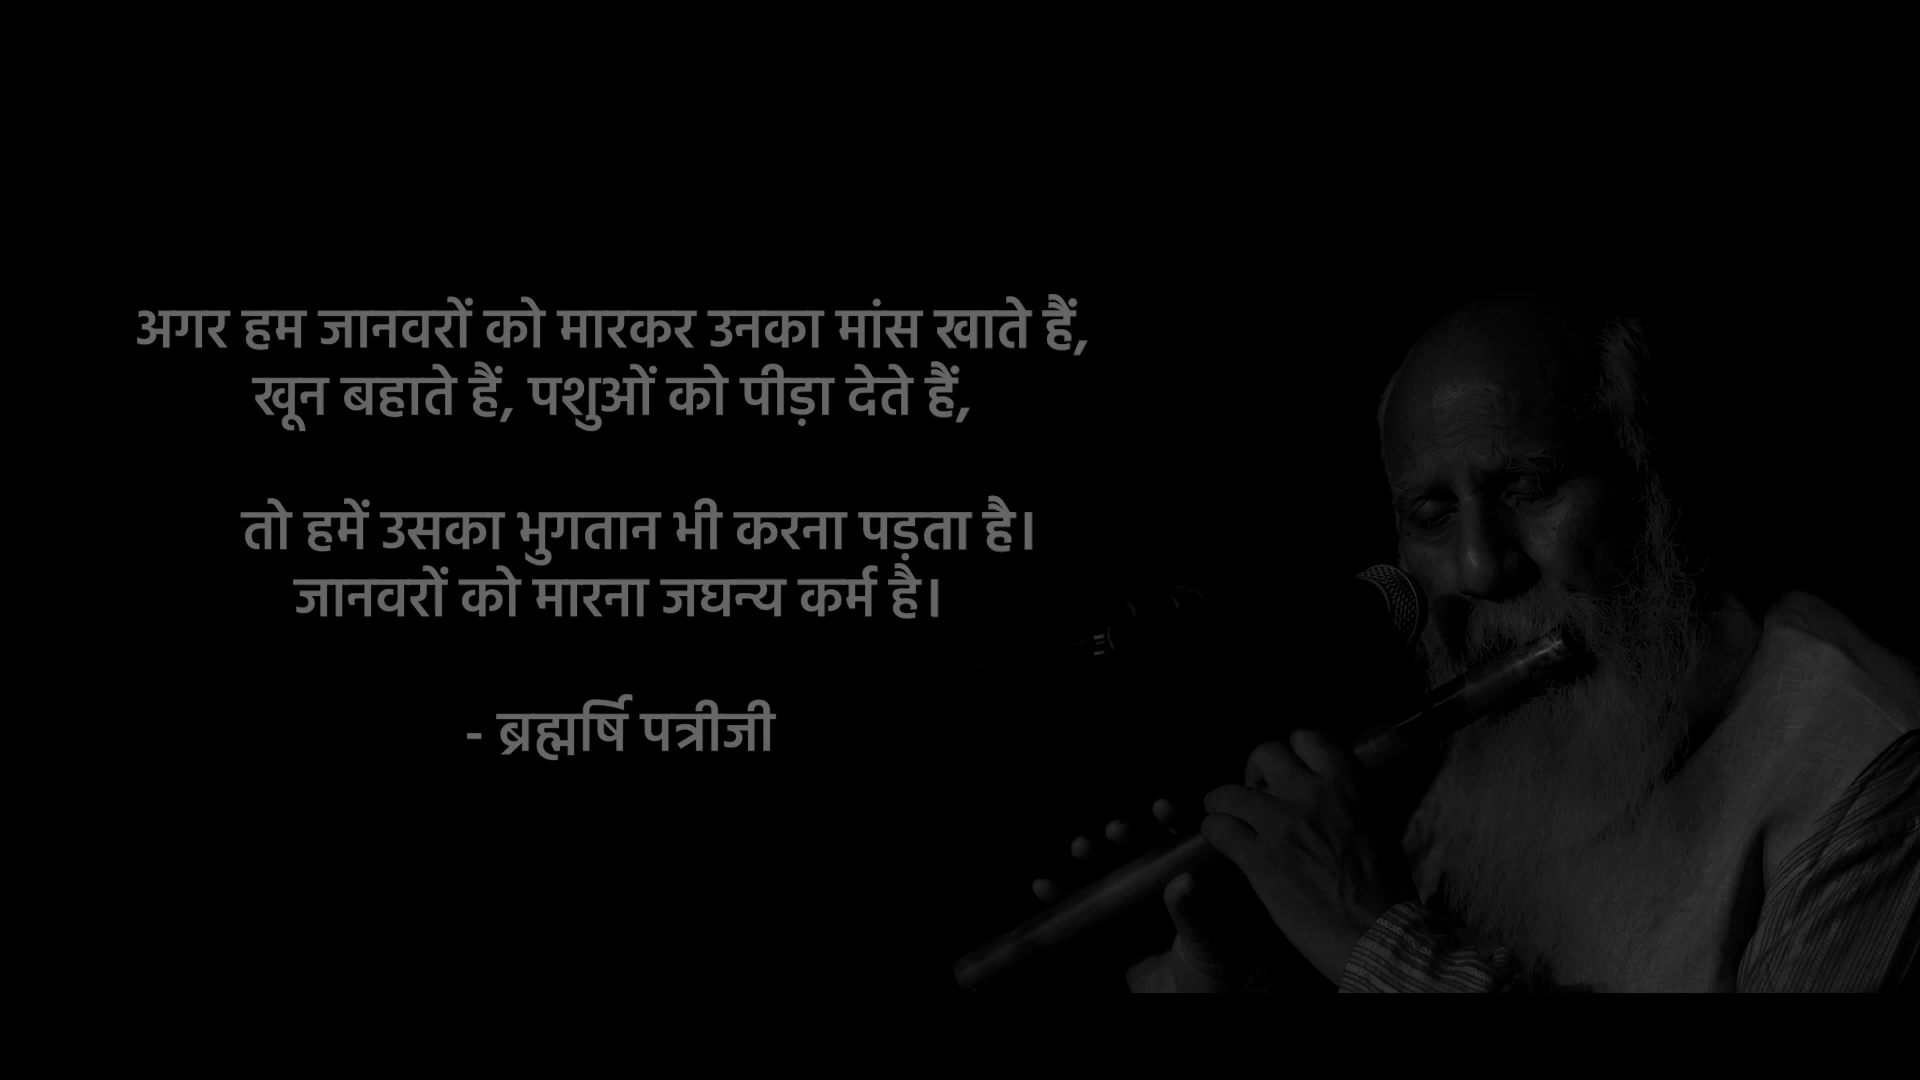 अगर हम जानवरों को मारकर उनका मांस खाते हैं,
खून बहाते हैं, पशुओं को पीड़ा देते हैं,
तो हमें उसका भुगतान भी करना पड़ता है।
जानवरों को मारना जघन्य कर्म है।
- ब्रह्मर्षि पत्रीजी